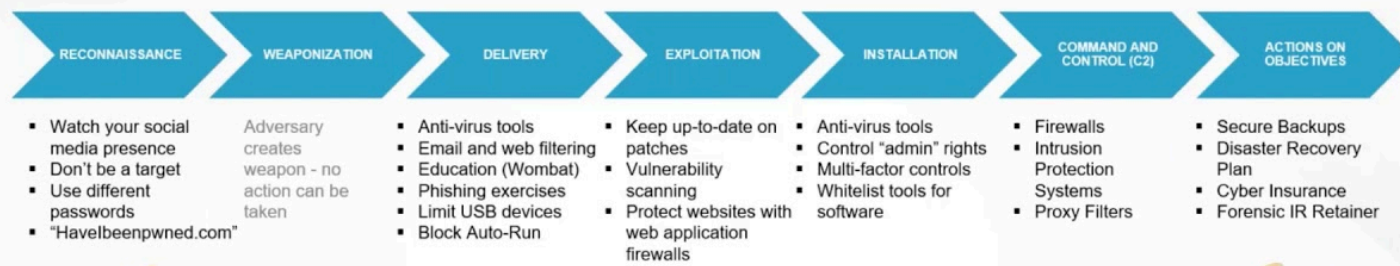 RECONNAISSANCE
WEAPONIZATION
DELIVERY
EXPLOITATION
INSTALLATION
COMMAND AND
CONTROL (C2)
ACTIONS ON
OBJECTIVES
▪ Watch your social
media presence
▪ Don't be a target
▪ Use different
passwords
▪ "HaveIbeenpwned.com"
Adversary
creates
weapon - no
action can be
taken
▪ Anti-virus tools
▪ Email and web filtering
▪ Education (Wombat)
▪ Phishing exercises
▪ Limit USB devices
▪ Block Auto-Run
▪ Keep up-to-date on
patches
▪ Vulnerability
scanning
▪ Protect websites with
web application
firewalls
▪ Anti-virus tools
▪ Control "admin" rights
▪ Multi-factor controls
▪ Whitelist tools for
software
▪ Firewalls
▪ Intrusion
Protection
Systems
▪ Proxy Filters
▪ Secure Backups
▪ Disaster Recovery
Plan
▪ Cyber Insurance
▪ Forensic IR Retainer